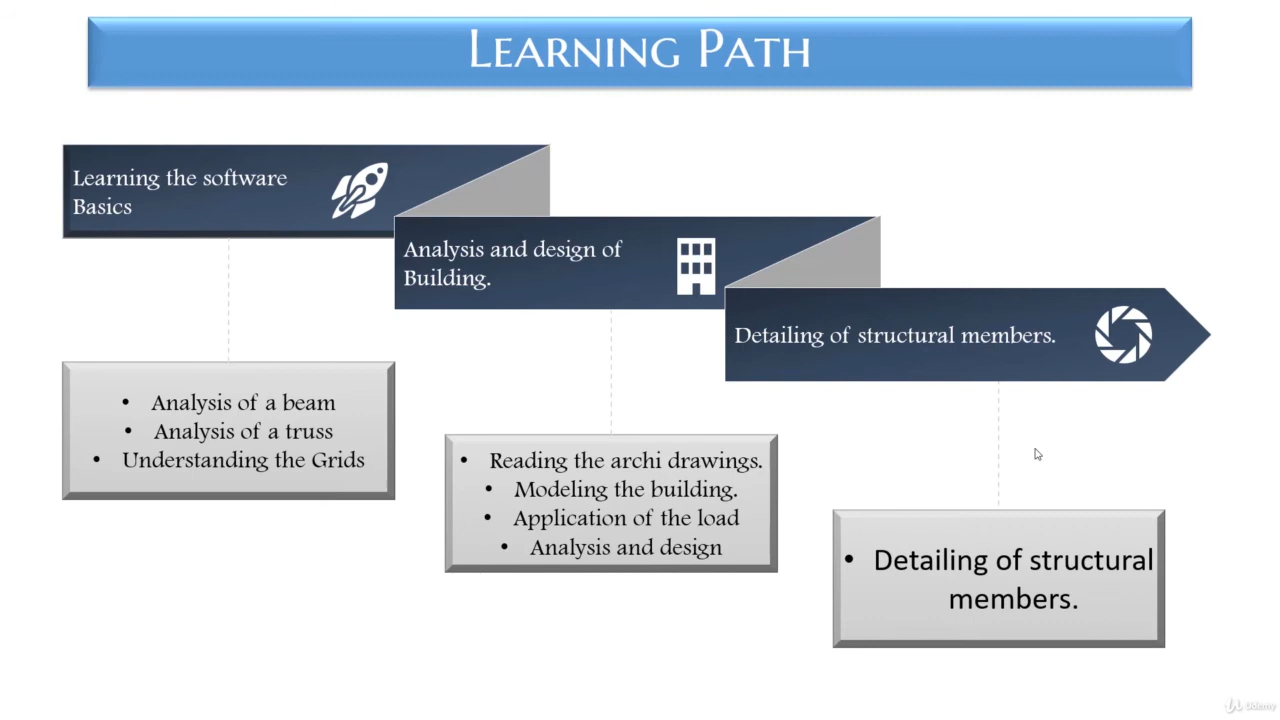 LEARNING PATH
Learning the software
Basics
Analysis and design of
Building.
Detailing of structural members.
• Analysis of a beam
• Analysis of a truss
• Understanding the Grids
• Reading the archi drawings.
• Modeling the building.
• Application of the load
• Analysis and design
• Detailing of structural
members.
Udemy